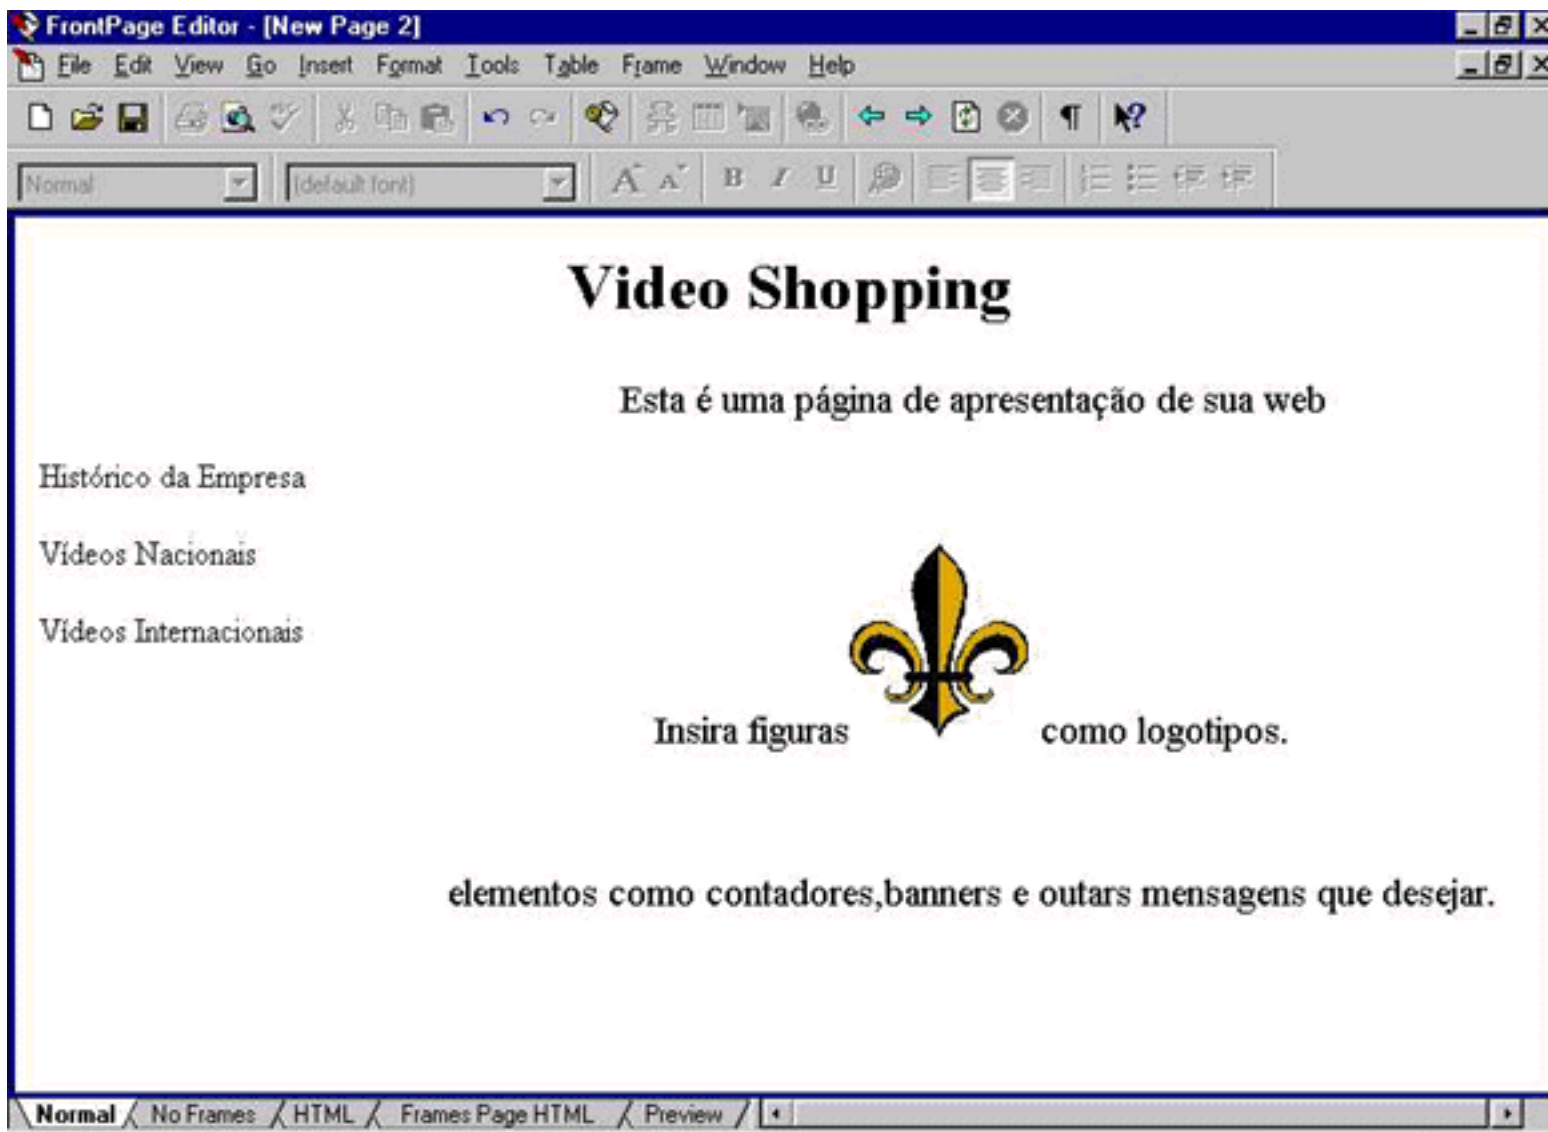 FrontPage Editor - [New Page 2]
File Edit View Go Insert Format Tools Table Frame Window Help
Normal (default font) A A B I U
Video Shopping
Esta é uma página de apresentação de sua web
Histórico da Empresa
Vídeos Nacionais
Vídeos Internacionais
Insira figuras como logotipos.
elementos como contadores,banners e outars mensagens que desejar.
Normal No Frames HTML Frames Page HTML Preview